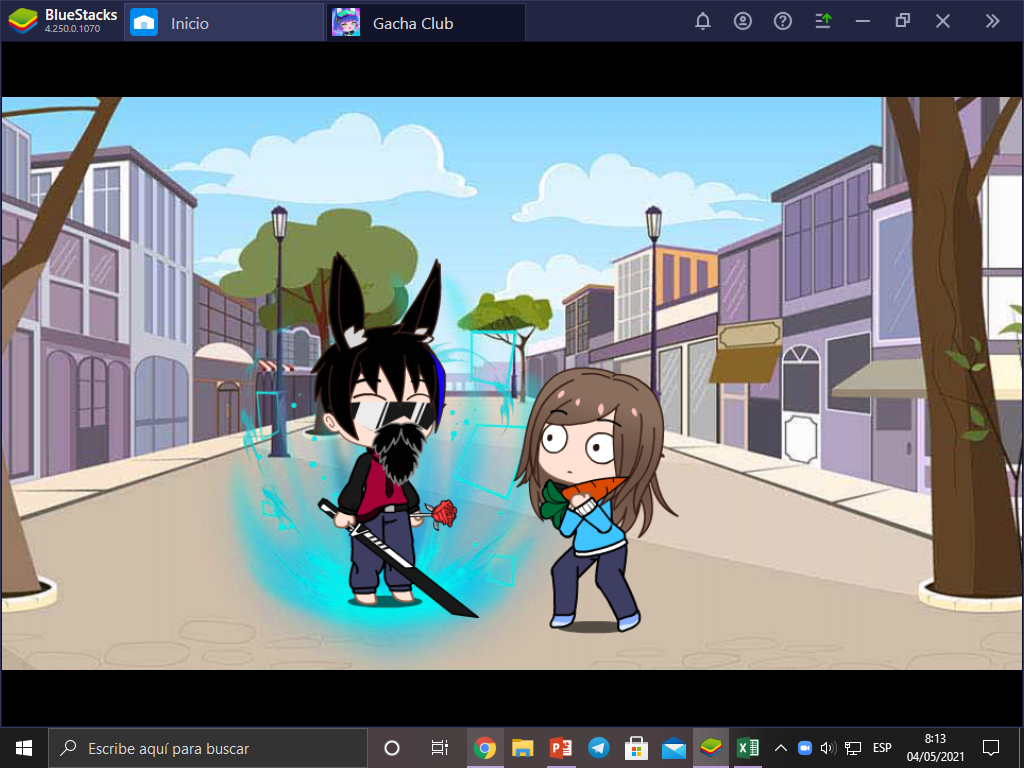 BlueStacks
4.250.0.1070
Inicio
Gacha Club
Escribe aquí para buscar
ESP
8:13
04/05/2021